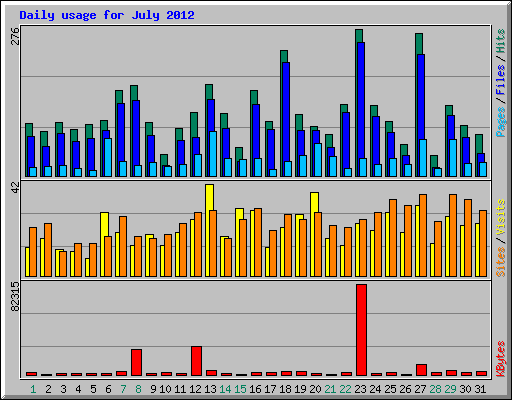 Daily usage for July 2012
276
Pages / Files / Hits
42
Sites / Visits
82315
KBytes
1 2 3 4 5 6 7 8 9 10 11 12 13 14 15 16 17 18 19 20 21 22 23 24 25 26 27 28 29 30 31